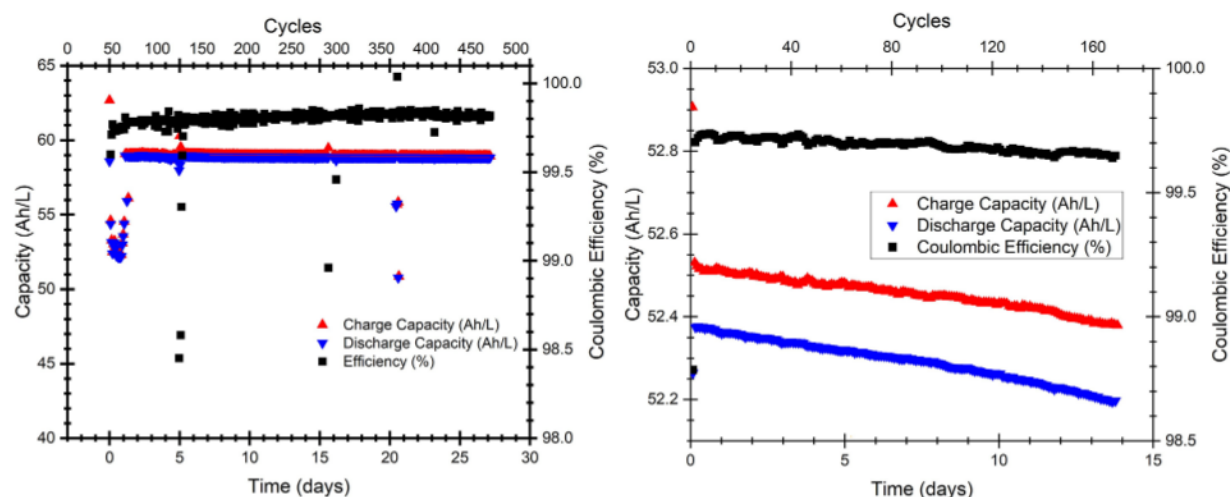 Cycles
0 50 100 150 200 250 300 350 400 450 500
65
60
55
50
45
40
Capacity (Ah/L)
100.0
99.5
99.0
98.5
98.0
Coulombic Efficiency (%)
Charge Capacity (Ah/L)
Discharge Capacity (Ah/L)
Efficiency (%)
0 5 10 15 20 25 30
Time (days)
Cycles
0 40 80 120 160
53.0
52.8
52.6
52.4
52.2
Capacity (Ah/L)
100.0
99.5
99.0
98.5
Coulombic Efficiency (%)
Charge Capacity (Ah/L)
Discharge Capacity (Ah/L)
Coulombic Efficiency (%)
0 5 10 15
Time (days)